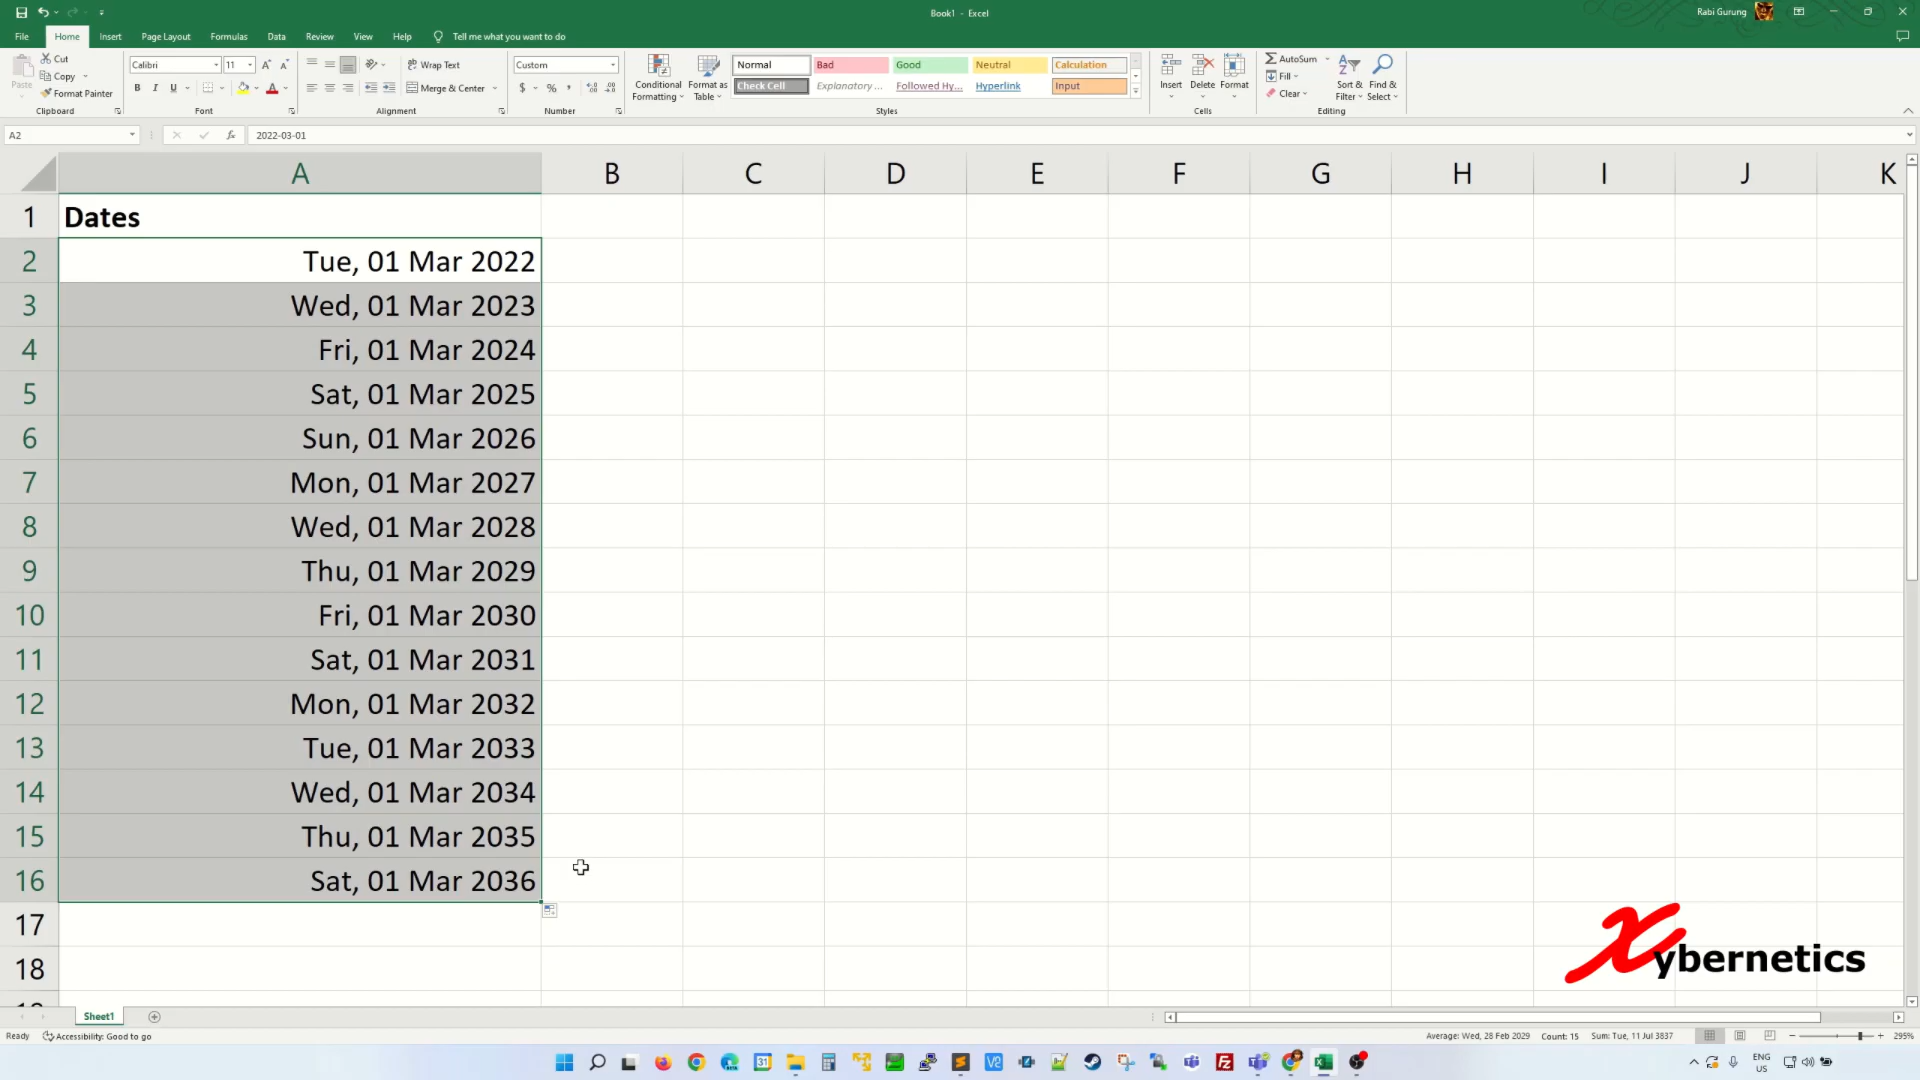 Book1 - Excel
Rabi Gurung
File Home Insert Page Layout Formulas Data Review View Help Tell me what you want to do
Paste
Cut
Copy
Format Painter
Clipboard
Calibri 11
B I U
Font
Wrap Text
Merge & Center
Alignment
Custom
$ % ,
Number
Conditional Formatting
Format as Table
Normal Bad Good Neutral Calculation
Check Cell Explanatory ... Followed Hy... Hyperlink Input
Styles
Insert Delete Format
Cells
AutoSum
Fill
Clear
Sort & Filter
Find & Select
Editing
A2 fx 2022-03-01
A B C D E F G H I J K
1 Dates
2 Tue, 01 Mar 2022
3 Wed, 01 Mar 2023
4 Fri, 01 Mar 2024
5 Sat, 01 Mar 2025
6 Sun, 01 Mar 2026
7 Mon, 01 Mar 2027
8 Wed, 01 Mar 2028
9 Thu, 01 Mar 2029
10 Fri, 01 Mar 2030
11 Sat, 01 Mar 2031
12 Mon, 01 Mar 2032
13 Tue, 01 Mar 2033
14 Wed, 01 Mar 2034
15 Thu, 01 Mar 2035
16 Sat, 01 Mar 2036
17
18
Xybernetics
Sheet1
Ready Accessibility: Good to go Average: Wed, 28 Feb 2029 Count: 15 Sum: Tue, 11 Jul 3837 295%
ENG
US